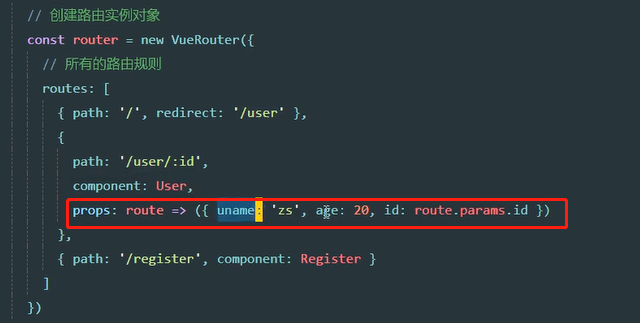 // 创建路由实例对象
const router = new VueRouter({
// 所有的路由规则
routes: [
{ path: '/', redirect: '/user' },
{
path: '/user/:id',
component: User,
props: route => ({ uname: 'zs', age: 20, id: route.params.id })
},
{ path: '/register', component: Register }
]
})